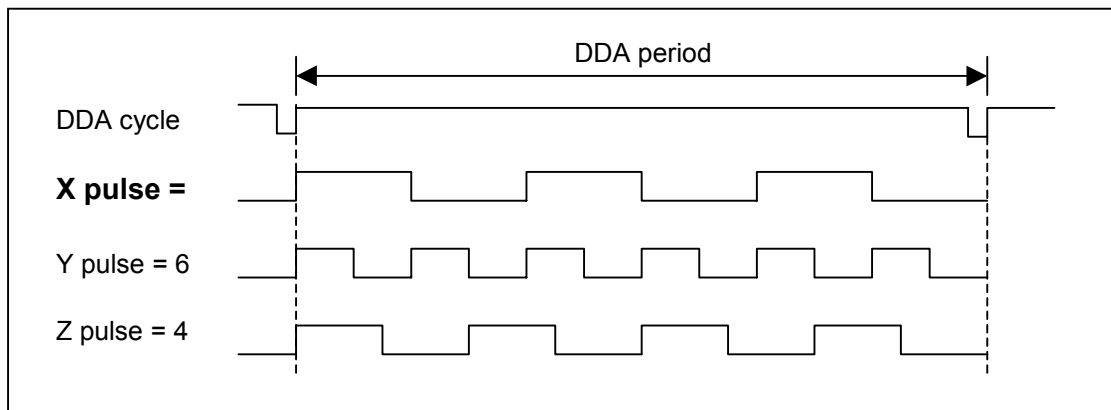 DDA period
DDA cycle
X pulse =
Y pulse = 6
Z pulse = 4